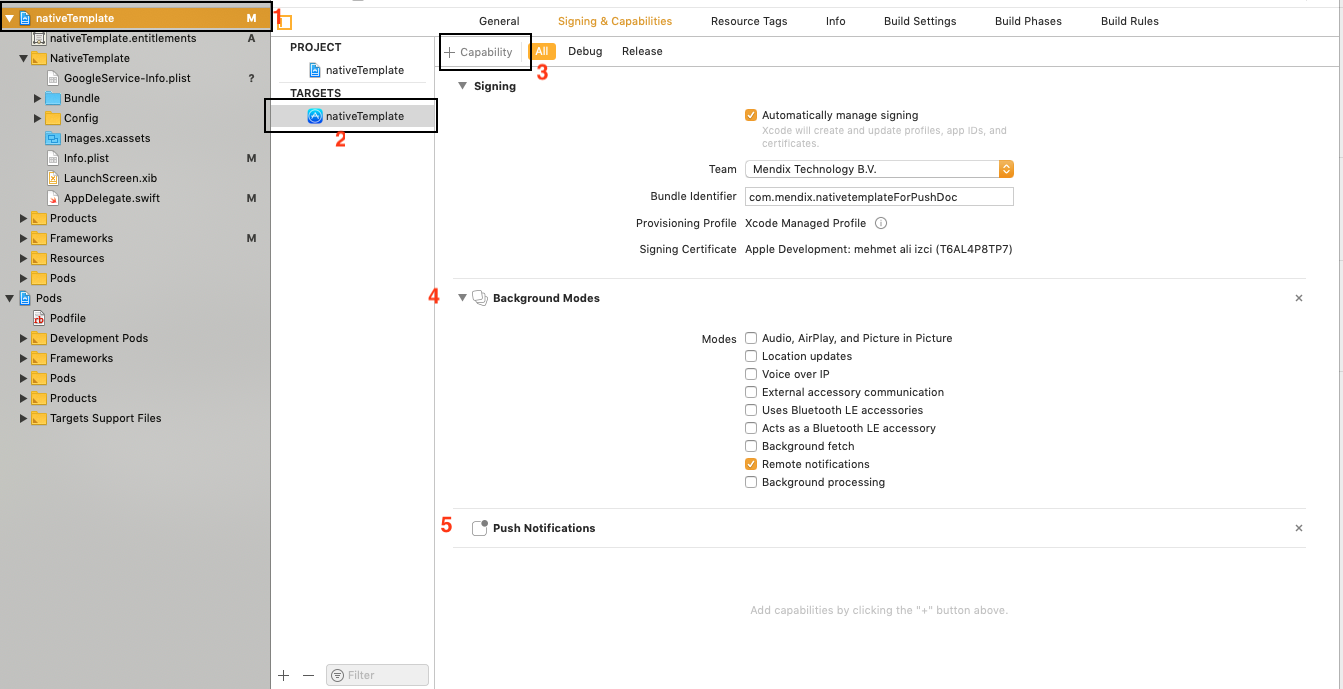 nativeTemplate M
nativeTemplate.entitlements A
NativeTemplate
GoogleService-Info.plist ?
Bundle
Config
Images.xcassets
Info.plist M
LaunchScreen.xib
AppDelegate.swift M
Products
Frameworks M
Resources
Pods
Pods
Podfile
Development Pods
Frameworks
Pods
Products
Targets Support Files
1
PROJECT
nativeTemplate
TARGETS
nativeTemplate
2
Filter
General Signing & Capabilities Resource Tags Info Build Settings Build Phases Build Rules
+ Capability All Debug Release
3
Signing
Automatically manage signing
Xcode will create and update profiles, app IDs, and
certificates.
Team Mendix Technology B.V.
Bundle Identifier com.mendix.nativetemplateForPushDoc
Provisioning Profile Xcode Managed Profile
Signing Certificate Apple Development: mehmet ali izci (T6AL4P8TP7)
4 Background Modes
Modes Audio, AirPlay, and Picture in Picture
Location updates
Voice over IP
External accessory communication
Uses Bluetooth LE accessories
Acts as a Bluetooth LE accessory
Background fetch
Remote notifications
Background processing
5 Push Notifications
Add capabilities by clicking the "+" button above.